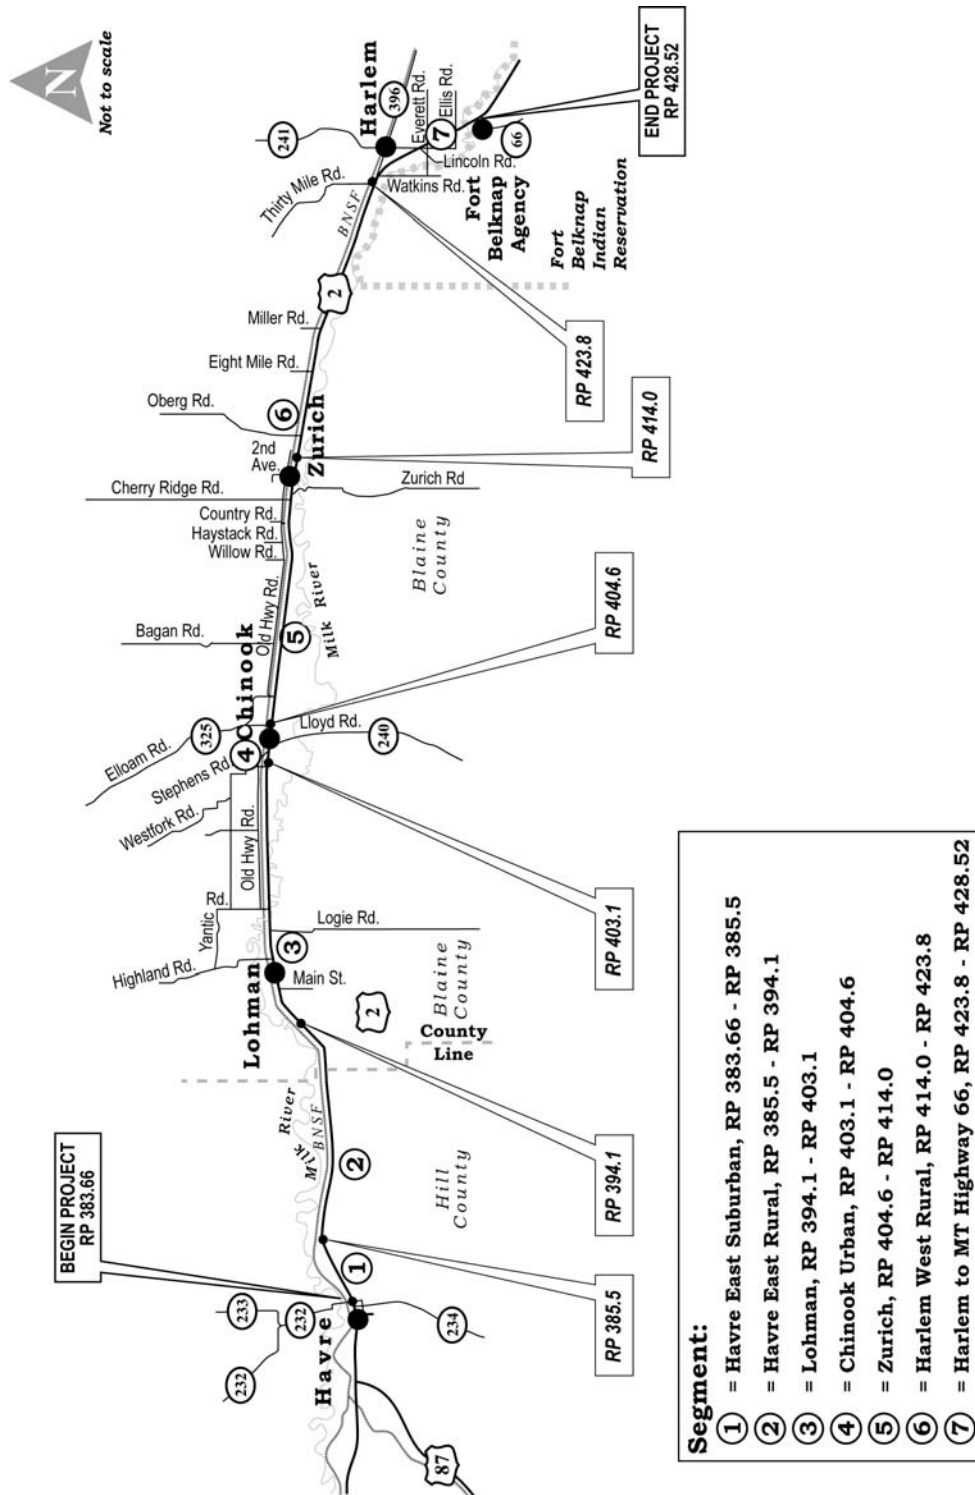 N
Not to scale
BEGIN PROJECT
RP 383.66
233
232
232
234
87
Havre
1
RP 385.5
Milk River
BNSF
2
Hill
County
County
Line
2
Blaine
County
RP 394.1
Lohman
Main St.
3
Logie Rd.
Highland Rd.
Yantic
Rd.
Old Hwy Rd.
Westfork Rd.
Stephens Rd.
Elloam Rd.
325
4
Chinook
Lloyd Rd.
240
RP 403.1
RP 404.6
Bagan Rd.
Old Hwy Rd.
5
Milk River
Willow Rd.
Haystack Rd.
Country Rd.
Cherry Ridge Rd.
Blaine
County
2nd
Ave.
Zurich
Zurich Rd
RP 414.0
Oberg Rd.
6
Eight Mile Rd.
Miller Rd.
2
BNSF
Thirty Mile Rd.
RP 423.8
241
Harlem
396
Watkins Rd.
Everett Rd.
Ellis Rd.
7
Lincoln Rd.
66
Fort
Belknap
Agency
Fort
Belknap
Indian
Reservation
END PROJECT
RP 428.52
Segment:
1 = Havre East Suburban, RP 383.66 - RP 385.5
2 = Havre East Rural, RP 385.5 - RP 394.1
3 = Lohman, RP 394.1 - RP 403.1
4 = Chinook Urban, RP 403.1 - RP 404.6
5 = Zurich, RP 404.6 - RP 414.0
6 = Harlem West Rural, RP 414.0 - RP 423.8
7 = Harlem to MT Highway 66, RP 423.8 - RP 428.52